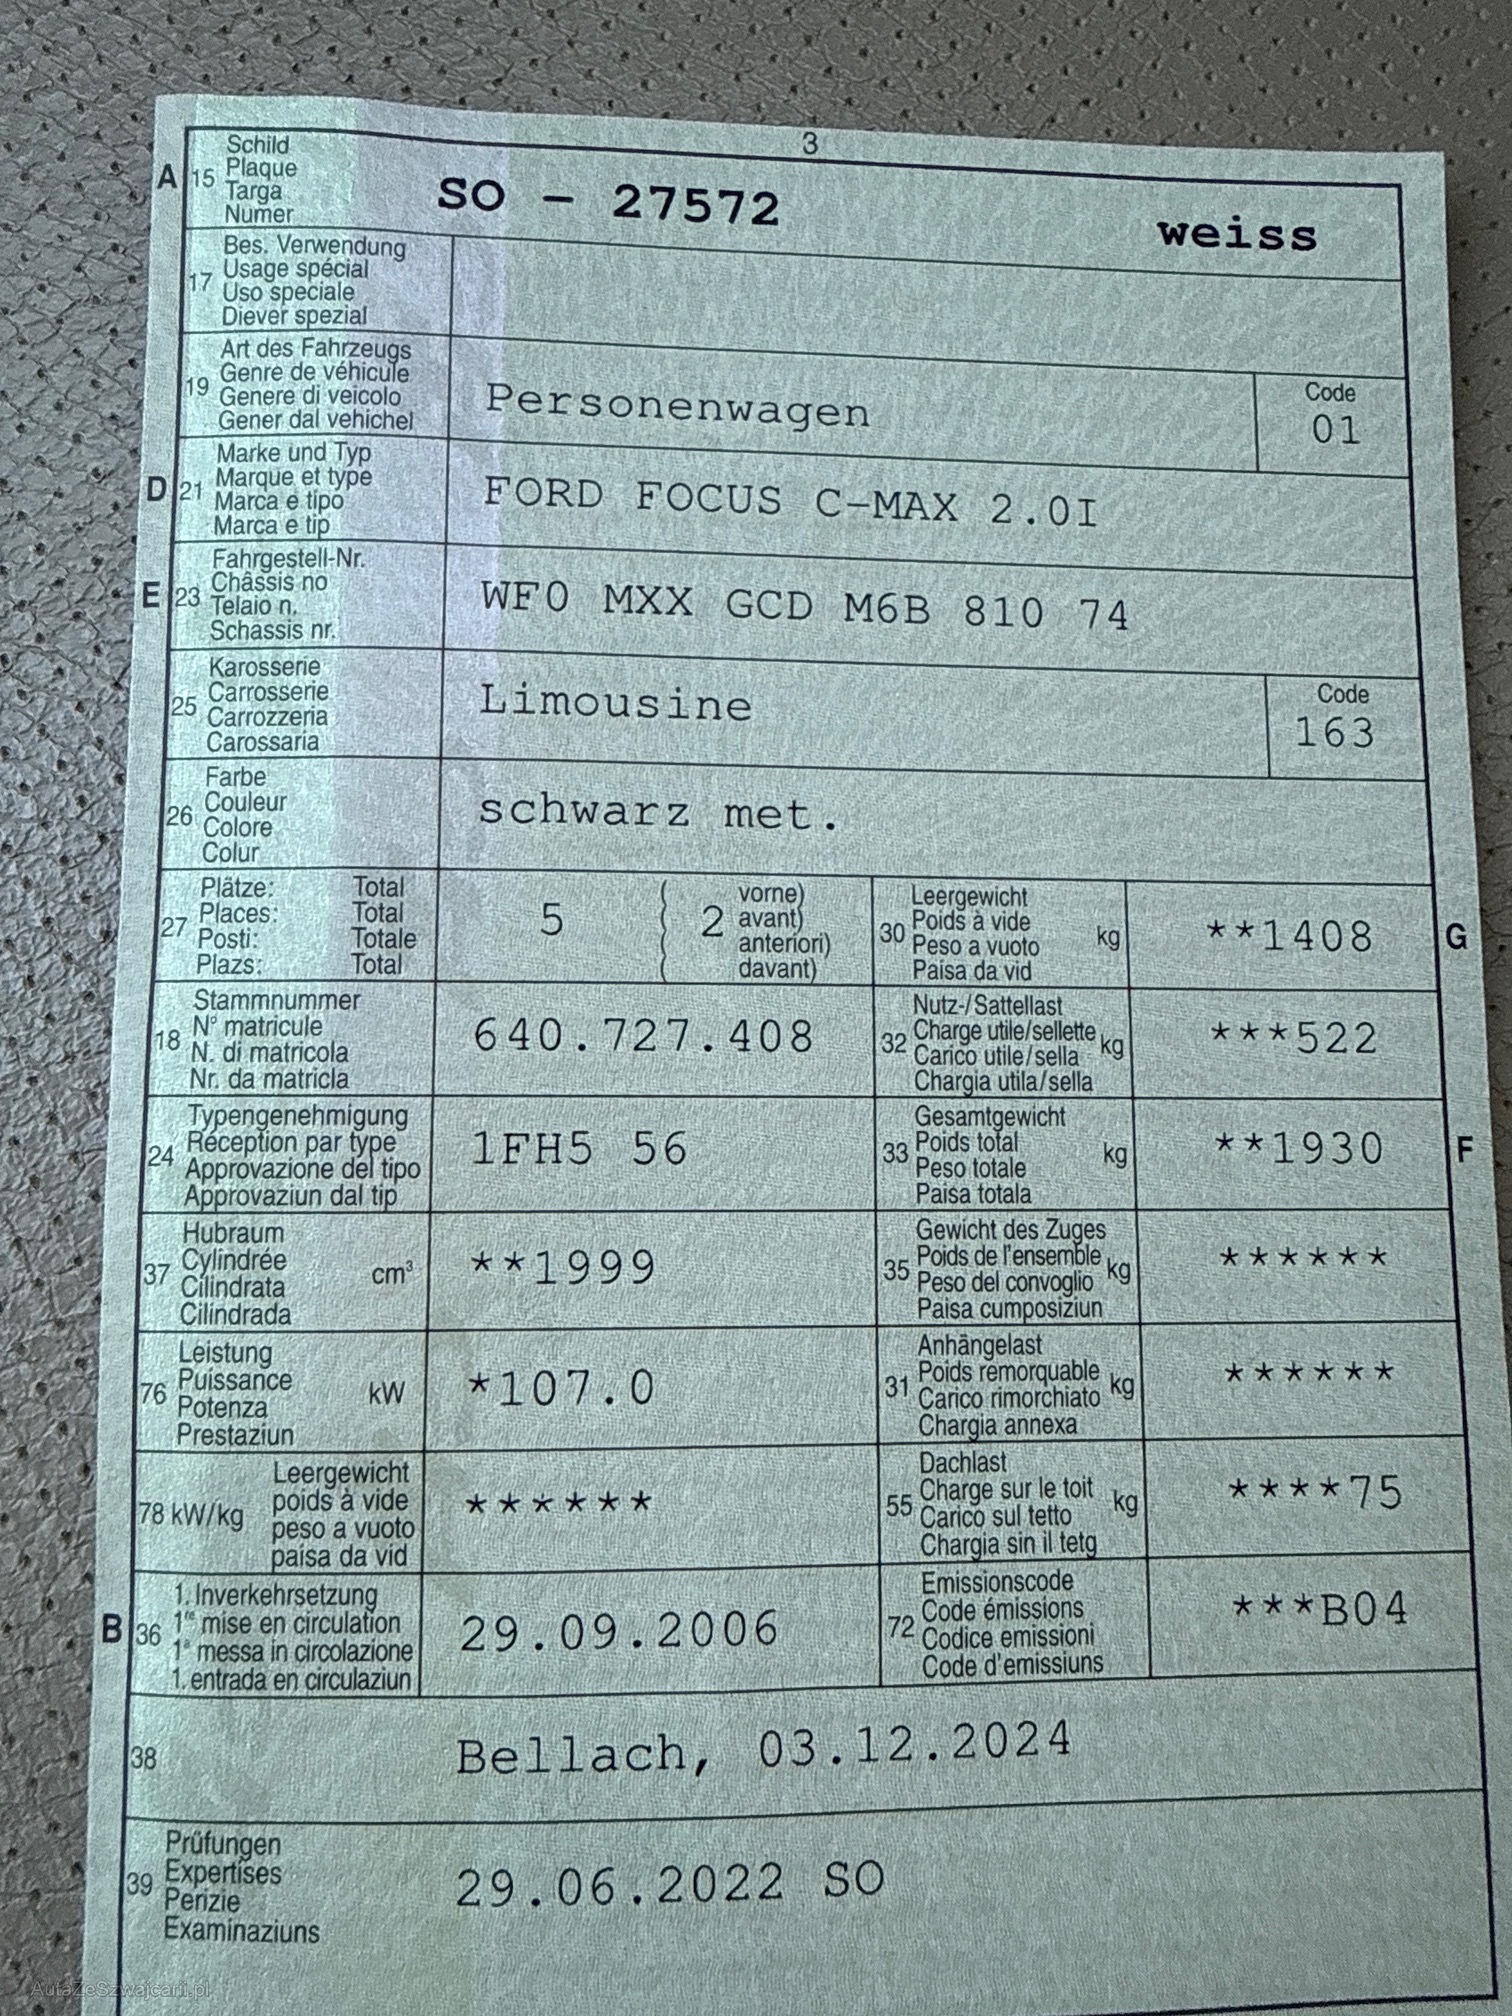 3
A 15 Schild
Plaque
Targa
Numer
SO - 27572 weiss
17 Bes. Verwendung
Usage spécial
Uso speciale
Diever spezial
19 Art des Fahrzeugs
Genre de véhicule
Genere di veicolo
Gener dal vehichel
Personenwagen
Code
01
D 21 Marke und Typ
Marque et type
Marca e tipo
Marca e tip
FORD FOCUS C-MAX 2.0I
E 23 Fahrgestell-Nr.
Châssis no
Telaio n.
Schassis nr.
WF0 MXX GCD M6B 810 74
25 Karosserie
Carrosserie
Carrozzeria
Carossaria
Limousine
Code
163
26 Farbe
Couleur
Colore
Colur
schwarz met.
27 Plätze: Total
Places: Total
Posti: Totale
Plazs: Total
5 ( 2 vorne)
avant)
anteriori)
davant)
30 Leergewicht
Poids à vide
Peso a vuoto
Paisa da vid
kg
**1408
G
18 Stammnummer
N° matricule
N. di matricola
Nr. da matricla
640.727.408
32 Nutz-/Sattellast
Charge utile/sellette
Carico utile/sella
Chargia utila/sella
kg
***522
24 Typengenehmigung
Réception par type
Approvazione del tipo
Approvaziun dal tip
1FH5 56
33 Gesamtgewicht
Poids total
Peso totale
Paisa totala
kg
**1930
F
37 Hubraum
Cylindrée
Cilindrata
Cilindrada
cm³
**1999
35 Gewicht des Zuges
Poids de l'ensemble
Peso del convoglio
Paisa cumposiziun
kg
******
76 Leistung
Puissance
Potenza
Prestaziun
kW
*107.0
31 Anhängelast
Poids remorquable
Carico rimorchiato
Chargia annexa
kg
******
78 kW/kg Leergewicht
poids à vide
peso a vuoto
paisa da vid
******
55 Dachlast
Charge sur le toit
Carico sul tetto
Chargia sin il tetg
kg
****75
B 36 1. Inverkehrsetzung
1re mise en circulation
1a messa in circolazione
1. entrada en circulaziun
29.09.2006
72 Emissionscode
Code émissions
Codice emissioni
Code d'emissiuns
***B04
38 Bellach, 03.12.2024
39 Prüfungen
Expertises
Perizie
Examinaziuns
29.06.2022 SO
AutaZeSzwajcarii.pl